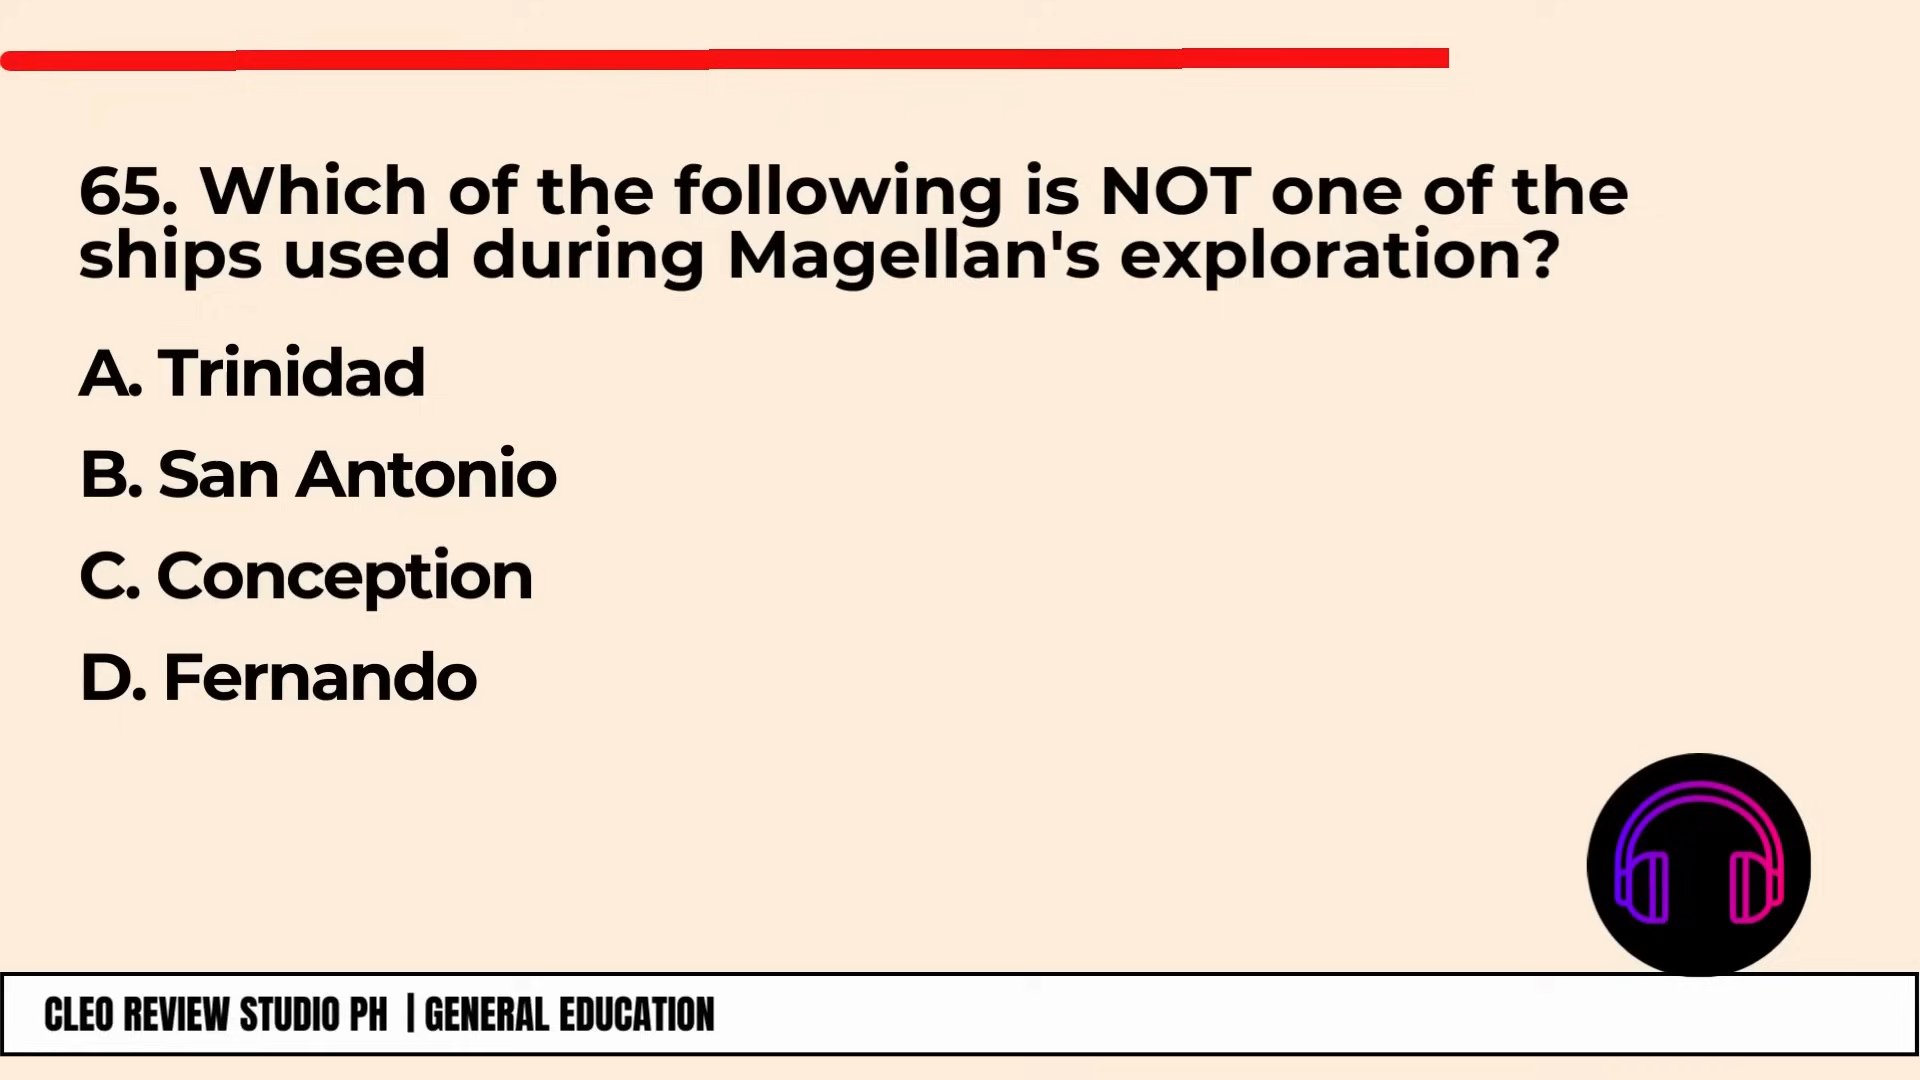 65. Which of the following is NOT one of the
ships used during Magellan's exploration?
A. Trinidad
B. San Antonio
C. Conception
D. Fernando
CLEO REVIEW STUDIO PH | GENERAL EDUCATION